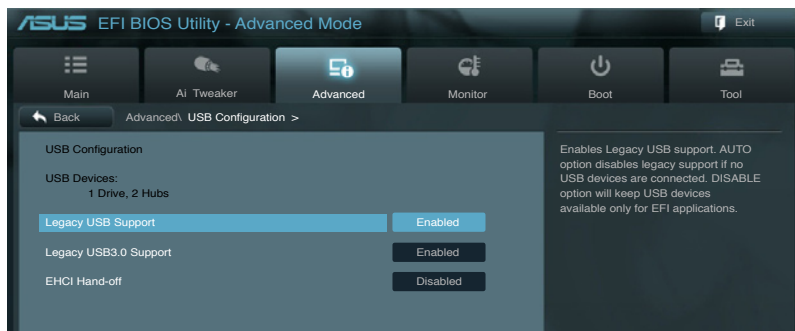 ASUS EFI BIOS Utility - Advanced Mode
Exit
Main
Ai Tweaker
Advanced
Monitor
Boot
Tool
Back
Advanced\ USB Configuration >
USB Configuration
USB Devices:
1 Drive, 2 Hubs
Legacy USB Support Enabled
Legacy USB3.0 Support Enabled
EHCI Hand-off Disabled
Enables Legacy USB support. AUTO
option disables legacy support if no
USB devices are connected. DISABLE
option will keep USB devices
available only for EFI applications.